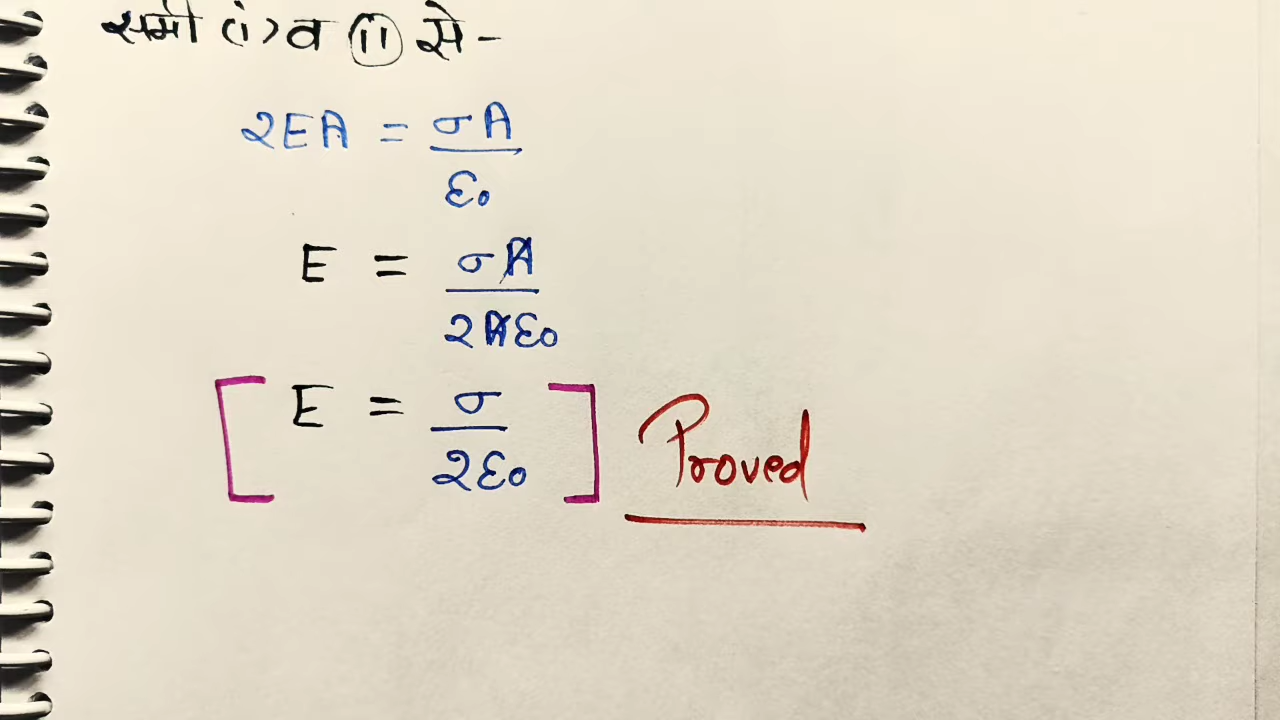 समी (i) व (ii) से -
2EA = σA / ε₀
E = σA / 2Aε₀
[ E = σ / 2ε₀ ] Proved